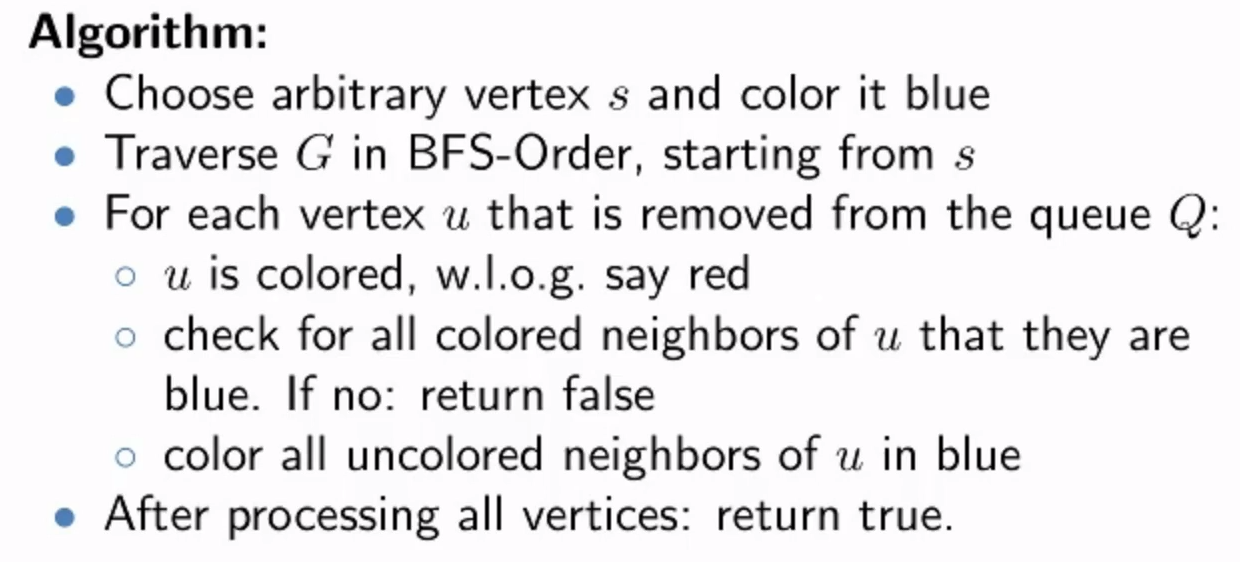 Algorithm:
• Choose arbitrary vertex s and color it blue
• Traverse G in BFS-Order, starting from s
• For each vertex u that is removed from the queue Q:
○ u is colored, w.l.o.g. say red
○ check for all colored neighbors of u that they are
blue. If no: return false
○ color all uncolored neighbors of u in blue
• After processing all vertices: return true.